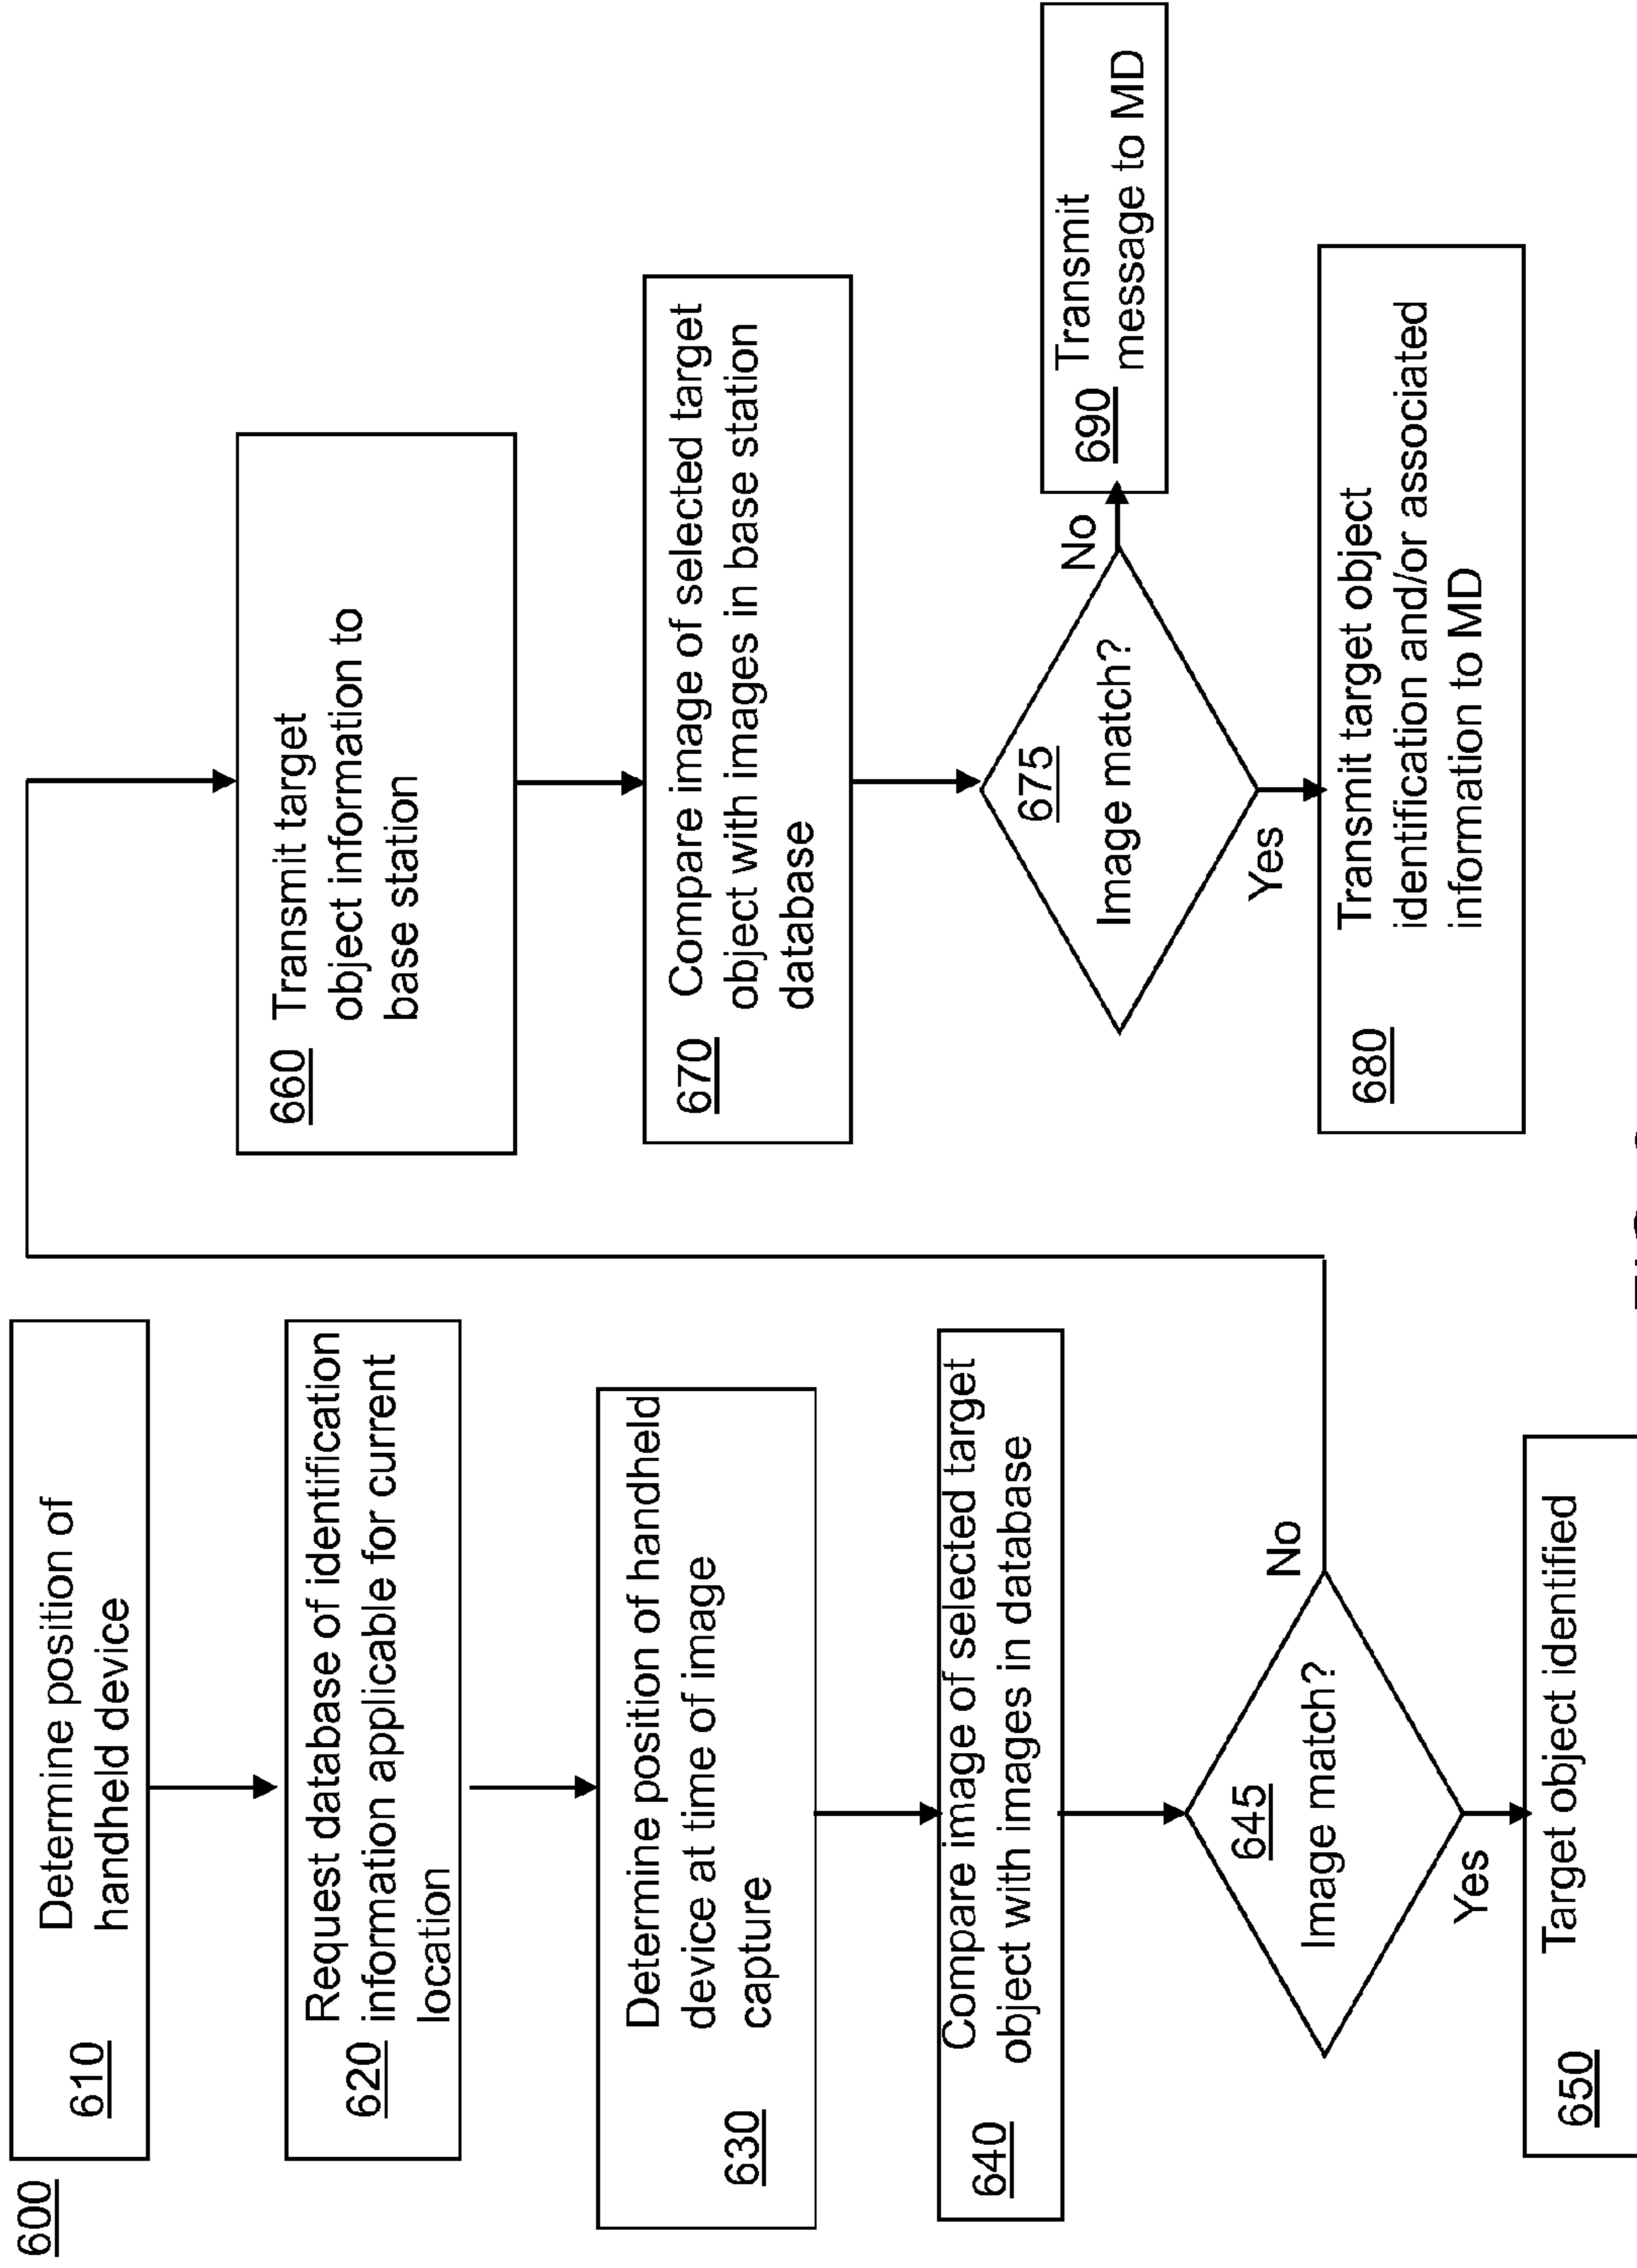 600
610
Determine position of
handheld device
620
Request database of identification
information applicable for current
location
630
Determine position of handheld
device at time of image
capture
640
Compare image of selected target
object with images in database
645
Image match?
No
Yes
650
Target object identified
660 Transmit target
object information to
base station
670 Compare image of selected target
object with images in base station
database
675
Image match?
No
690 Transmit
message to MD
Yes
680
Transmit target object
identification and/or associated
information to MD